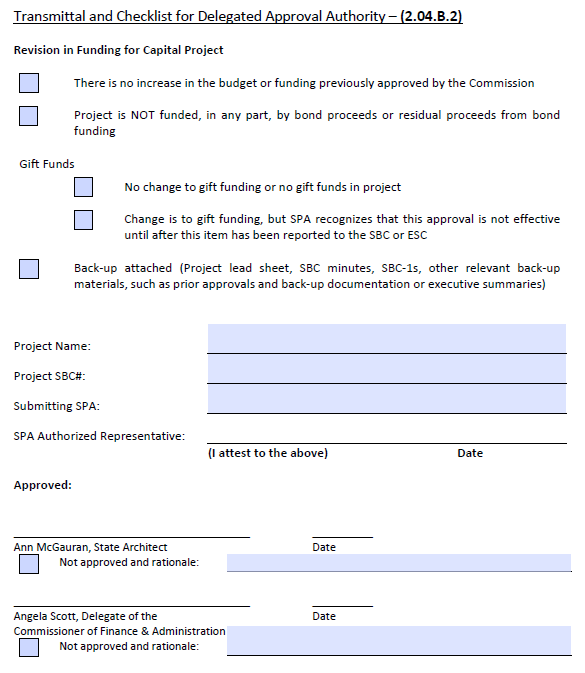 Transmittal and Checklist for Delegated Approval Authority – (2.04.B.2)
Revision in Funding for Capital Project
There is no increase in the budget or funding previously approved by the Commission
Project is NOT funded, in any part, by bond proceeds or residual proceeds from bond
funding
Gift Funds
No change to gift funding or no gift funds in project
Change is to gift funding, but SPA recognizes that this approval is not effective
until after this item has been reported to the SBC or ESC
Back-up attached (Project lead sheet, SBC minutes, SBC-1s, other relevant back-up
materials, such as prior approvals and back-up documentation or executive summaries)
Project Name:
Project SBC#:
Submitting SPA:
SPA Authorized Representative:
(I attest to the above) Date
Approved:
Ann McGauran, State Architect Date
Not approved and rationale:
Angela Scott, Delegate of the Date
Commissioner of Finance & Administration
Not approved and rationale: